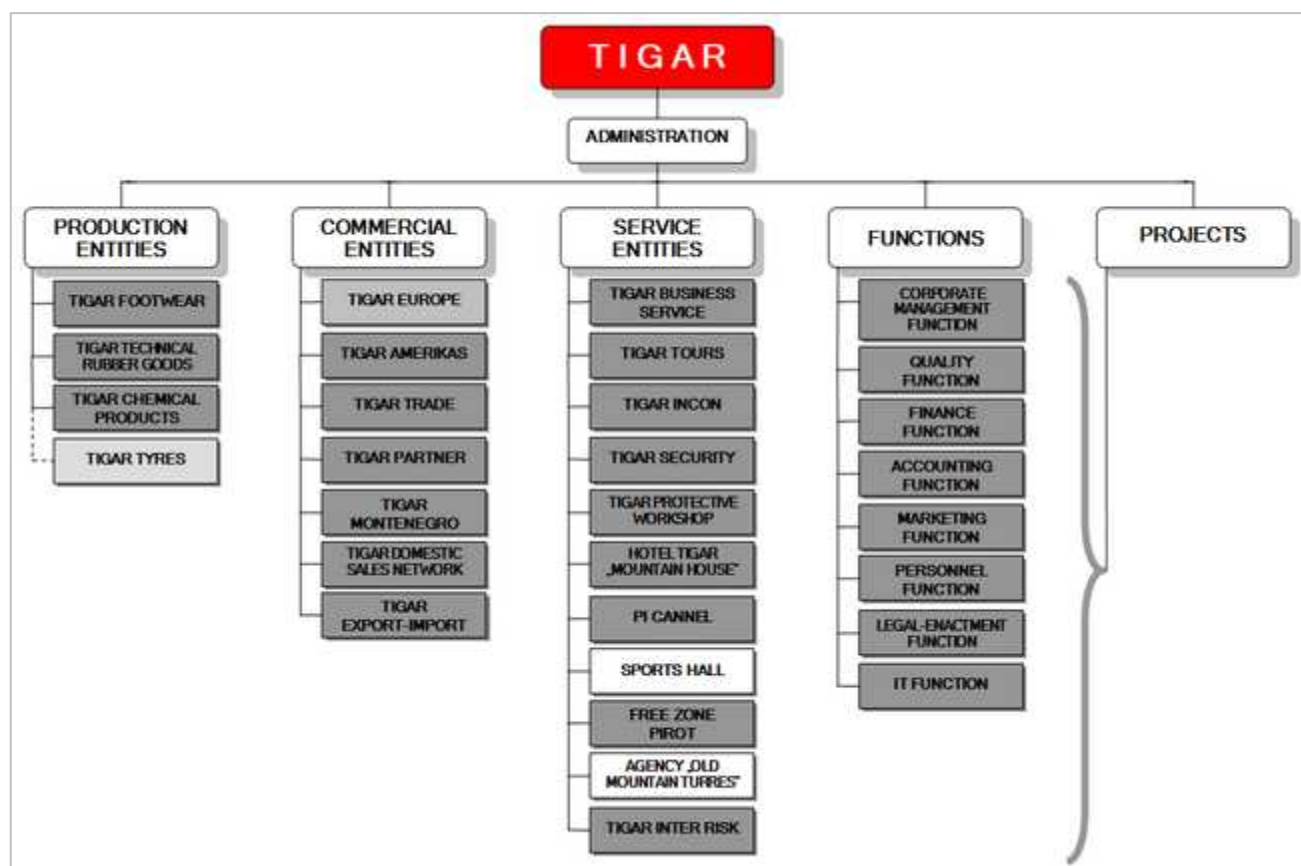 TIGAR
ADMINISTRATION
PRODUCTION
ENTITIES
TIGAR FOOTWEAR
TIGAR TECHNICAL
RUBBER GOODS
TIGAR CHEMICAL
PRODUCTS
TIGAR TYRES
COMMERCIAL
ENTITIES
TIGAR EUROPE
TIGAR AMERIKAS
TIGAR TRADE
TIGAR PARTNER
TIGAR
MONTENEGRO
TIGAR DOMESTIC
SALES NETWORK
TIGAR
EXPORT-IMPORT
SERVICE
ENTITIES
TIGAR BUSINESS
SERVICE
TIGAR TOURS
TIGAR INCON
TIGAR SECURITY
TIGAR PROTECTIVE
WORKSHOP
HOTEL TIGAR
„MOUNTAIN HOUSE”
PI CANNEL
SPORTS HALL
FREE ZONE
PIROT
AGENCY „OLD
MOUNTAIN TURRES”
TIGAR INTER RISK
FUNCTIONS
CORPORATE
MANAGEMENT
FUNCTION
QUALITY
FUNCTION
FINANCE
FUNCTION
ACCOUNTING
FUNCTION
MARKETING
FUNCTION
PERSONNEL
FUNCTION
LEGAL-ENACTMENT
FUNCTION
IT FUNCTION
PROJECTS